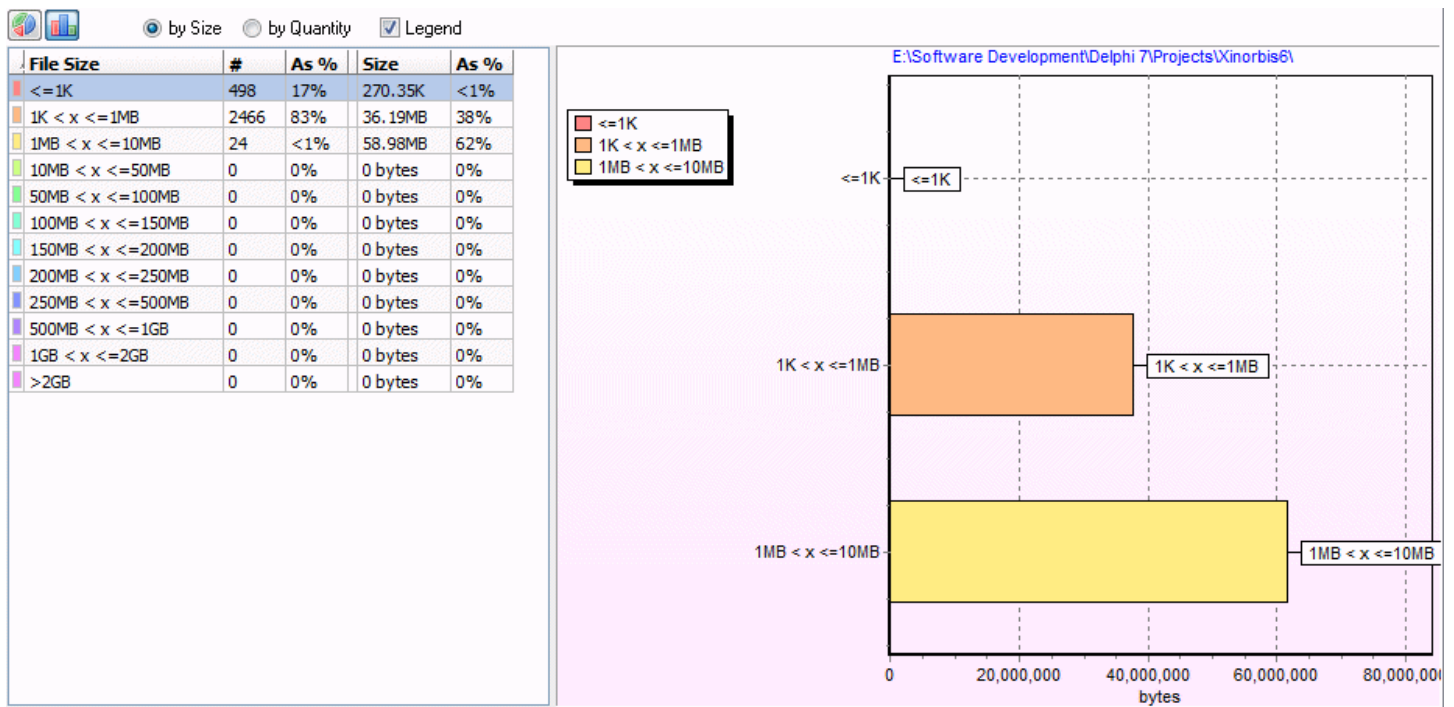 by Size by Quantity Legend
File Size # As % Size As %
<=1K 498 17% 270.35K <1%
1K < x <=1MB 2466 83% 36.19MB 38%
1MB < x <=10MB 24 <1% 58.98MB 62%
10MB < x <=50MB 0 0% 0 bytes 0%
50MB < x <=100MB 0 0% 0 bytes 0%
100MB < x <=150MB 0 0% 0 bytes 0%
150MB < x <=200MB 0 0% 0 bytes 0%
200MB < x <=250MB 0 0% 0 bytes 0%
250MB < x <=500MB 0 0% 0 bytes 0%
500MB < x <=1GB 0 0% 0 bytes 0%
1GB < x <=2GB 0 0% 0 bytes 0%
>2GB 0 0% 0 bytes 0%
E:\Software Development\Delphi 7\Projects\Xinorbis6\
<=1K
1K < x <=1MB
1MB < x <=10MB
<=1K <=1K
1K < x <=1MB 1K < x <=1MB
1MB < x <=10MB 1MB < x <=10MB
0 20,000,000 40,000,000 60,000,000 80,000,00
bytes